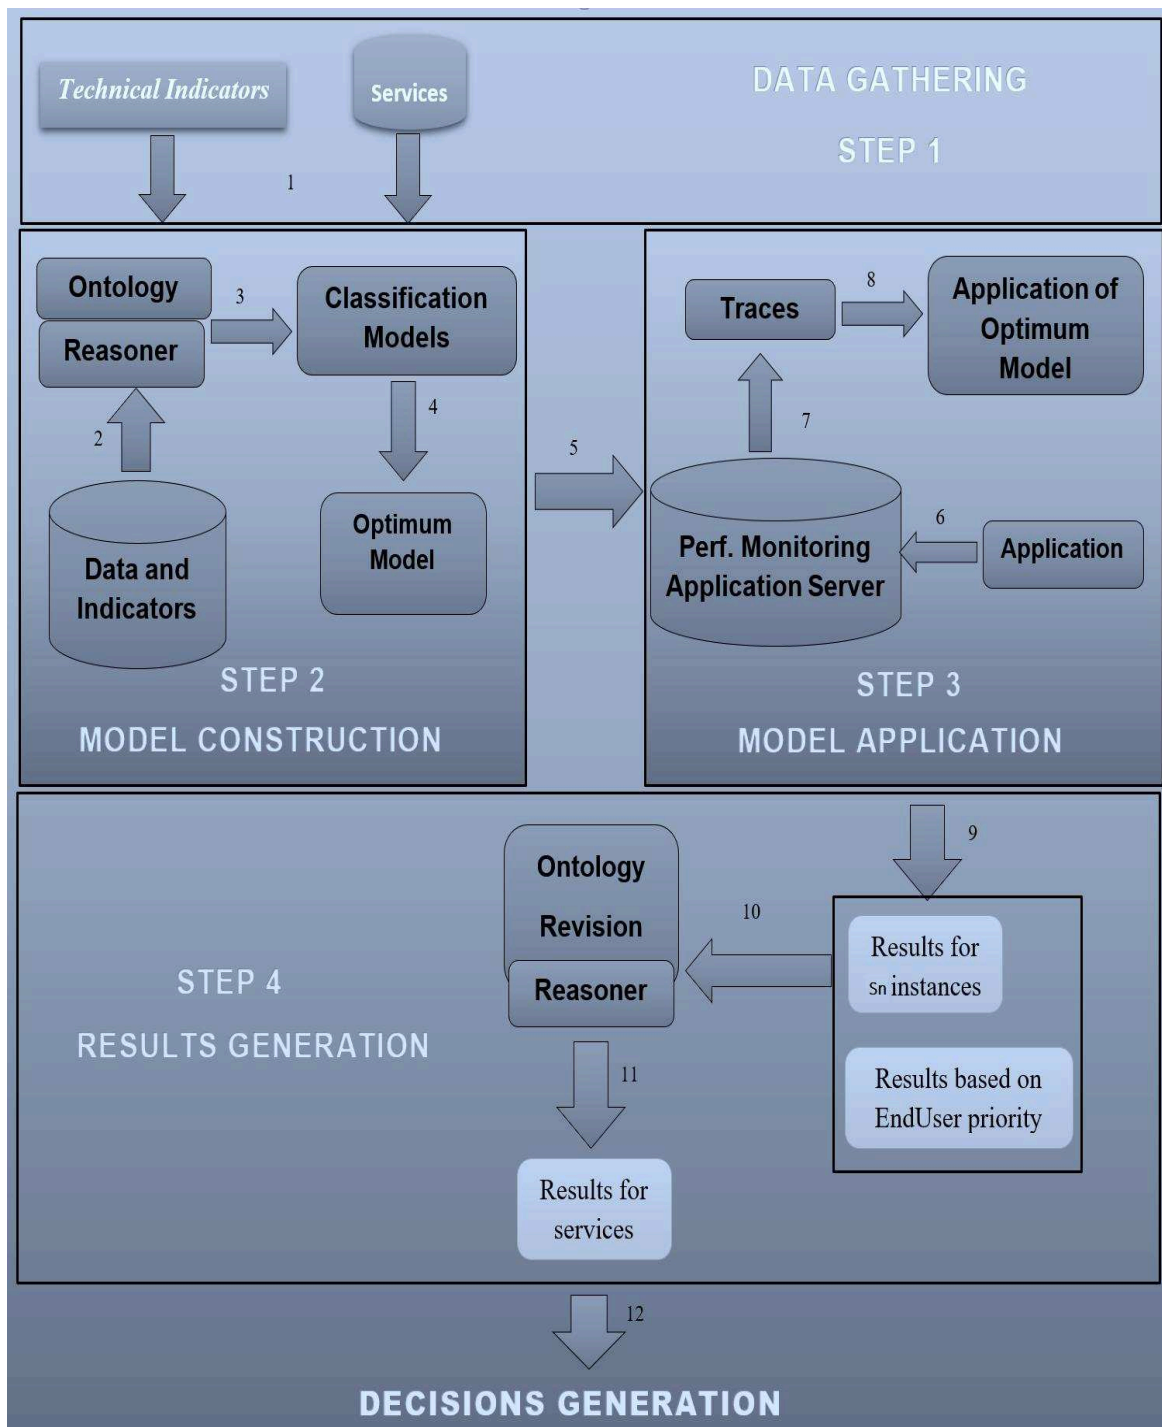 Technical Indicators
Services
DATA GATHERING
STEP 1
1
Ontology
Reasoner
3
Classification
Models
2
4
Data and
Indicators
Optimum
Model
STEP 2
MODEL CONSTRUCTION
5
Traces
8
Application of
Optimum
Model
7
Perf. Monitoring
Application Server
6
Application
STEP 3
MODEL APPLICATION
9
Ontology
Revision
Reasoner
10
Results for
Sn instances
Results based on
EndUser priority
STEP 4
RESULTS GENERATION
11
Results for
services
12
DECISIONS GENERATION